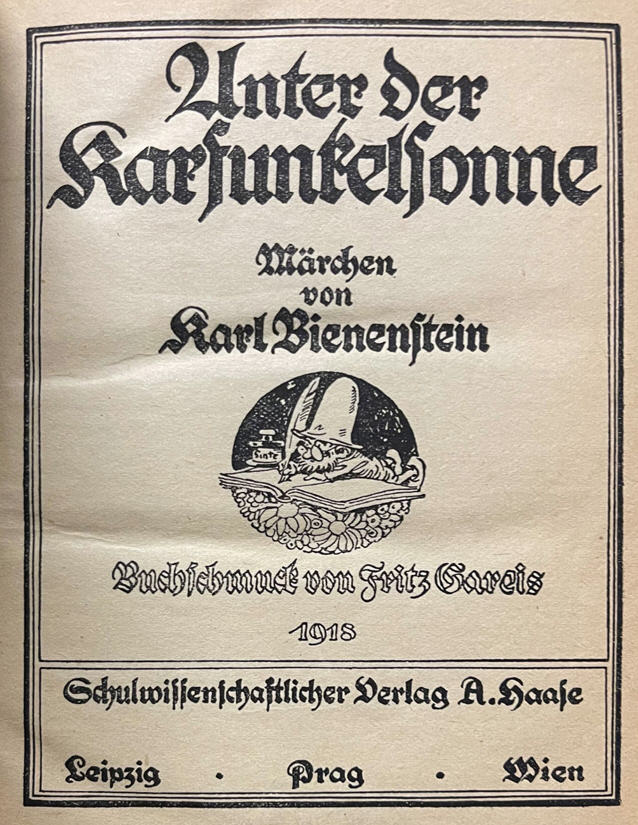 Unter der
Karfunkelsonne
Märchen
von
Karl Bienenstein
Tinte
Buchschmuck von Fritz Gareis
1918
Schulwissenschaftlicher Verlag A. Haase
Leipzig · Prag · Wien